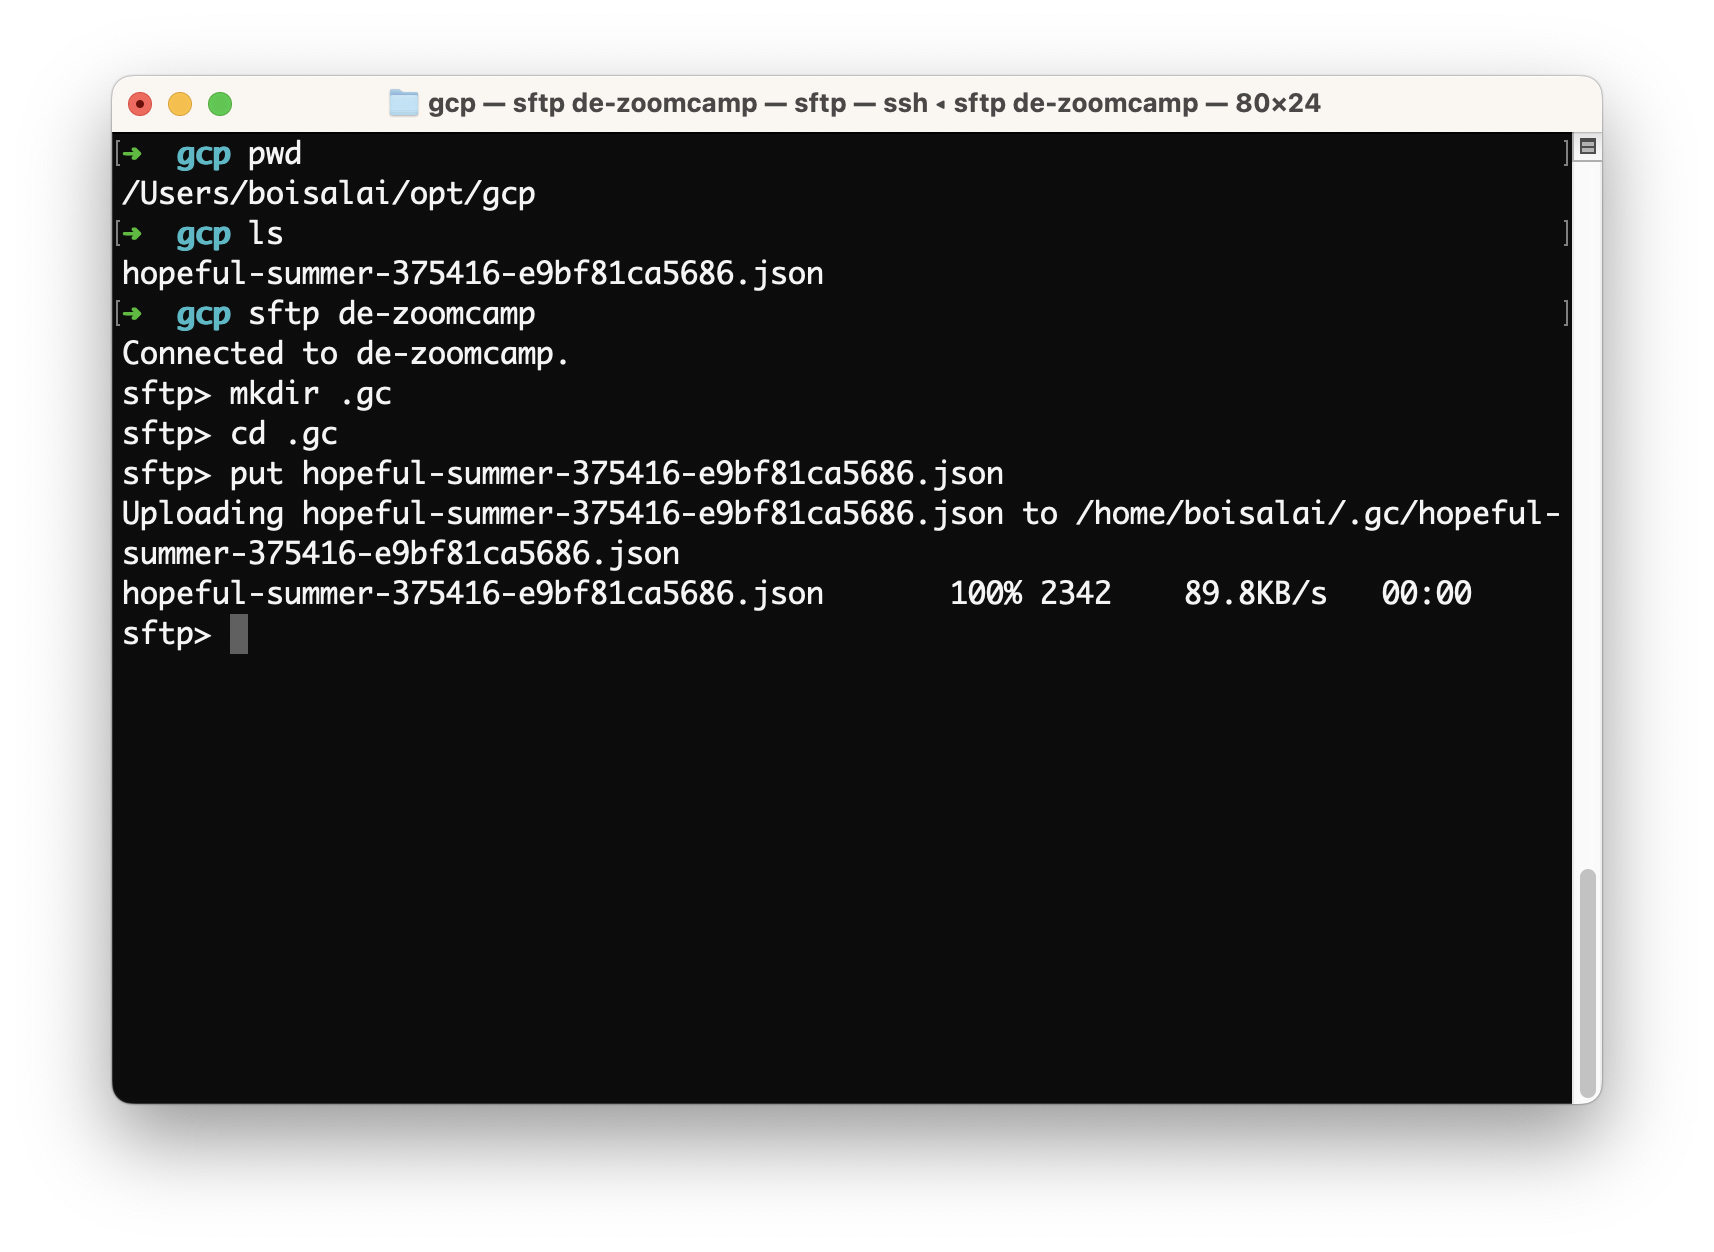 gcp — sftp de-zoomcamp — sftp — ssh ◂ sftp de-zoomcamp — 80×24
[➜  gcp pwd ]
/Users/boisalai/opt/gcp
[➜  gcp ls ]
hopeful-summer-375416-e9bf81ca5686.json
[➜  gcp sftp de-zoomcamp ]
Connected to de-zoomcamp.
sftp> mkdir .gc
sftp> cd .gc
sftp> put hopeful-summer-375416-e9bf81ca5686.json
Uploading hopeful-summer-375416-e9bf81ca5686.json to /home/boisalai/.gc/hopeful-
summer-375416-e9bf81ca5686.json
hopeful-summer-375416-e9bf81ca5686.json       100% 2342    89.8KB/s   00:00
sftp>